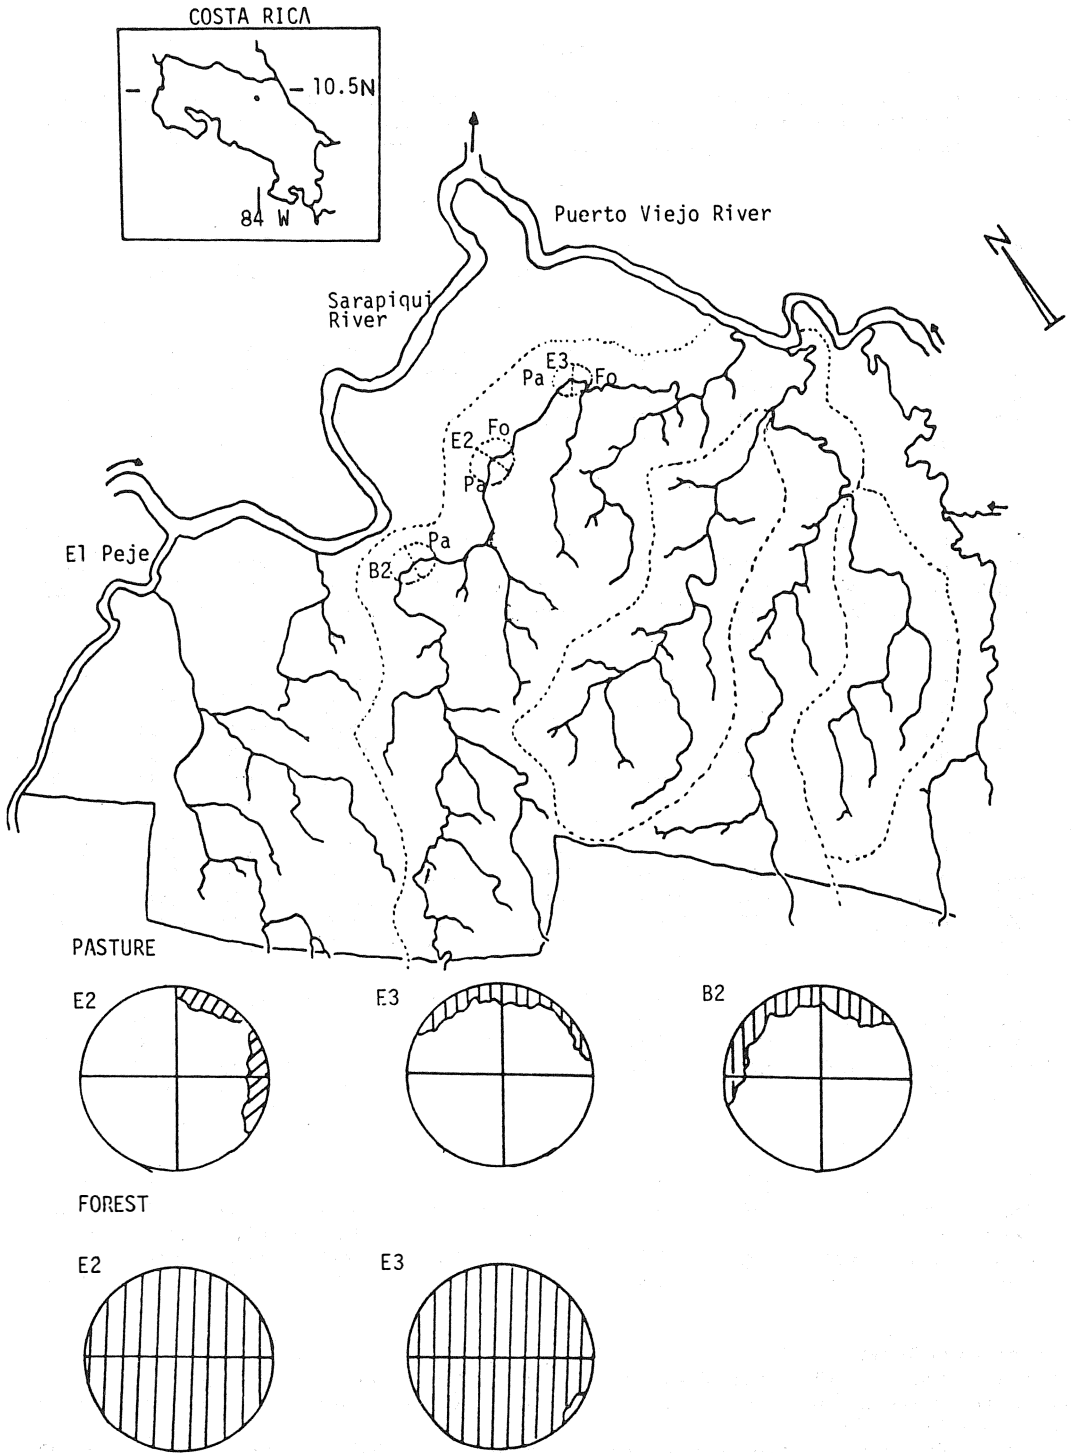 COSTA RICA
10.5N
84 W
Puerto Viejo River
N
Sarapiqui
River
E3
Pa
Fo
Fo
E2
Pa
El Peje
Pa
B2
PASTURE
E2
E3
B2
FOREST
E2
E3